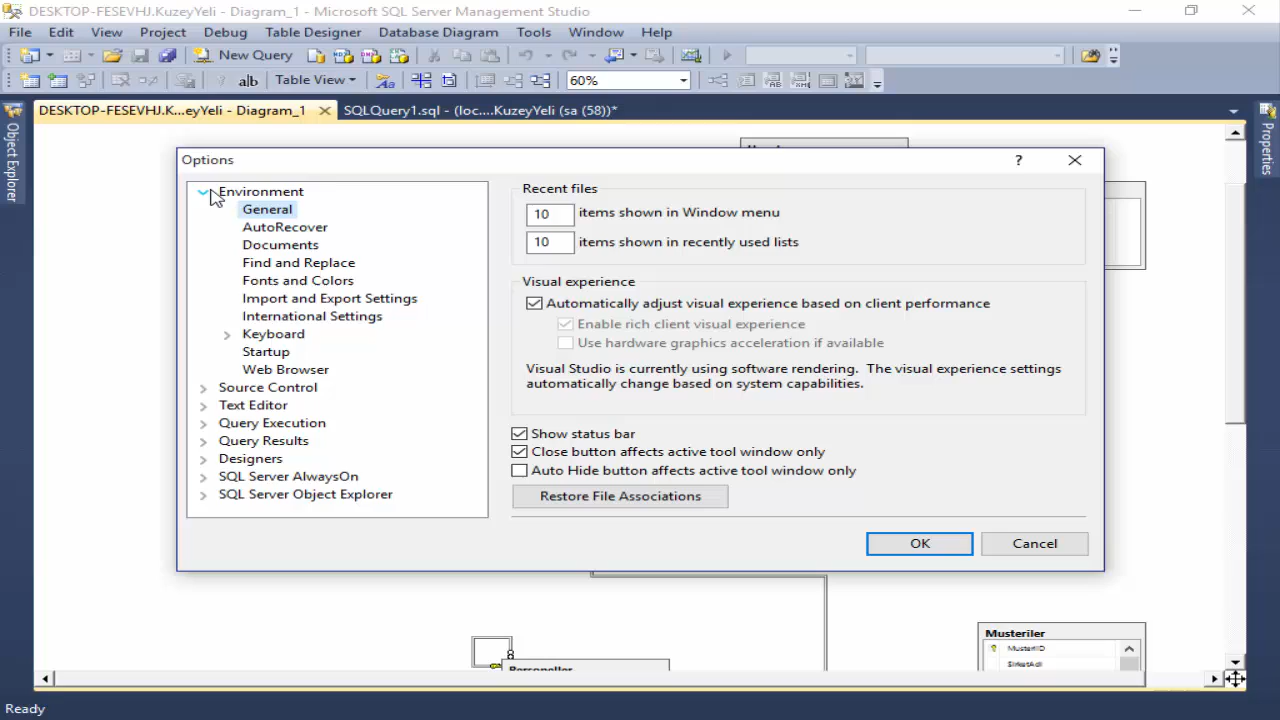 DESKTOP-FESEVHJ.KuzeyYeli - Diagram_1 - Microsoft SQL Server Management Studio
File Edit View Project Debug Table Designer Database Diagram Tools Window Help
New Query
Table View 60%
DESKTOP-FESEVHJ.K...eyYeli - Diagram_1 SQLQuery1.sql - (loc....KuzeyYeli (sa (58))*
Object Explorer
Properties
Options
Environment
General
AutoRecover
Documents
Find and Replace
Fonts and Colors
Import and Export Settings
International Settings
Keyboard
Startup
Web Browser
Source Control
Text Editor
Query Execution
Query Results
Designers
SQL Server AlwaysOn
SQL Server Object Explorer
Recent files
10 items shown in Window menu
10 items shown in recently used lists
Visual experience
Automatically adjust visual experience based on client performance
Enable rich client visual experience
Use hardware graphics acceleration if available
Visual Studio is currently using software rendering. The visual experience settings
automatically change based on system capabilities.
Show status bar
Close button affects active tool window only
Auto Hide button affects active tool window only
Restore File Associations
OK Cancel
Musteriler
MusteriID
SirketAdi
Personeller
Ready